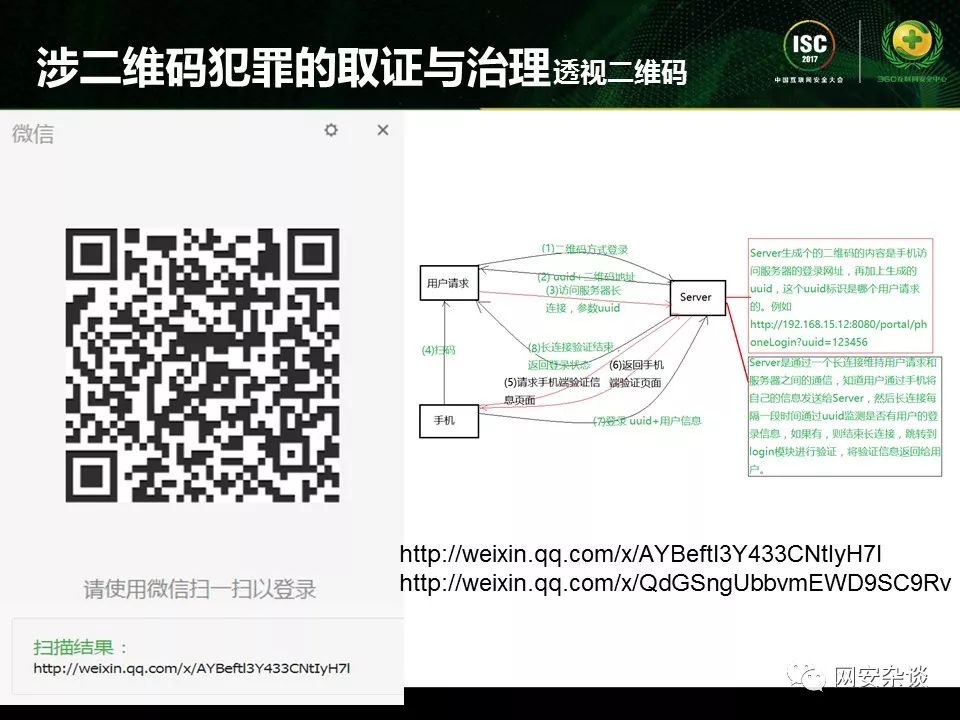 涉二维码犯罪的取证与治理透视二维码
ISC
2017
中国互联网安全大会
360互联网安全中心
微信
请使用微信扫一扫以登录
扫描结果：
http://weixin.qq.com/x/AYBeftl3Y433CNtIyH7l
(1)二维码方式登录
(2) uuid+二维码地址
(3)访问服务器长
连接，参数uuid
用户请求
Server
(4)扫码
(8)长连接验证结束，
返回登录状态
(6)返回手机
端验证页面
(5)请求手机端验证信
息页面
手机
(7)登录 uuid+用户信息
Server生成个的二维码的内容是手机访
问服务器的登录网址，再加上生成的
uuid，这个uuid标识是哪个用户请求
的。例如
http://192.168.15.12:8080/portal/ph
oneLogin?uuid=123456
Server是通过一个长连接维持用户请求和
服务器之间的通信，知道用户通过手机将
自己的信息发送给Server，然后长连接每
隔一段时间通过uuid监测是否有用户的登
录信息，如果有，则结束长连接，跳转到
login模块进行验证，将验证信息返回给用
户。
http://weixin.qq.com/x/AYBeftl3Y433CNtIyH7l
http://weixin.qq.com/x/QdGSngUbbvmEWD9SC9Rv
网安杂谈